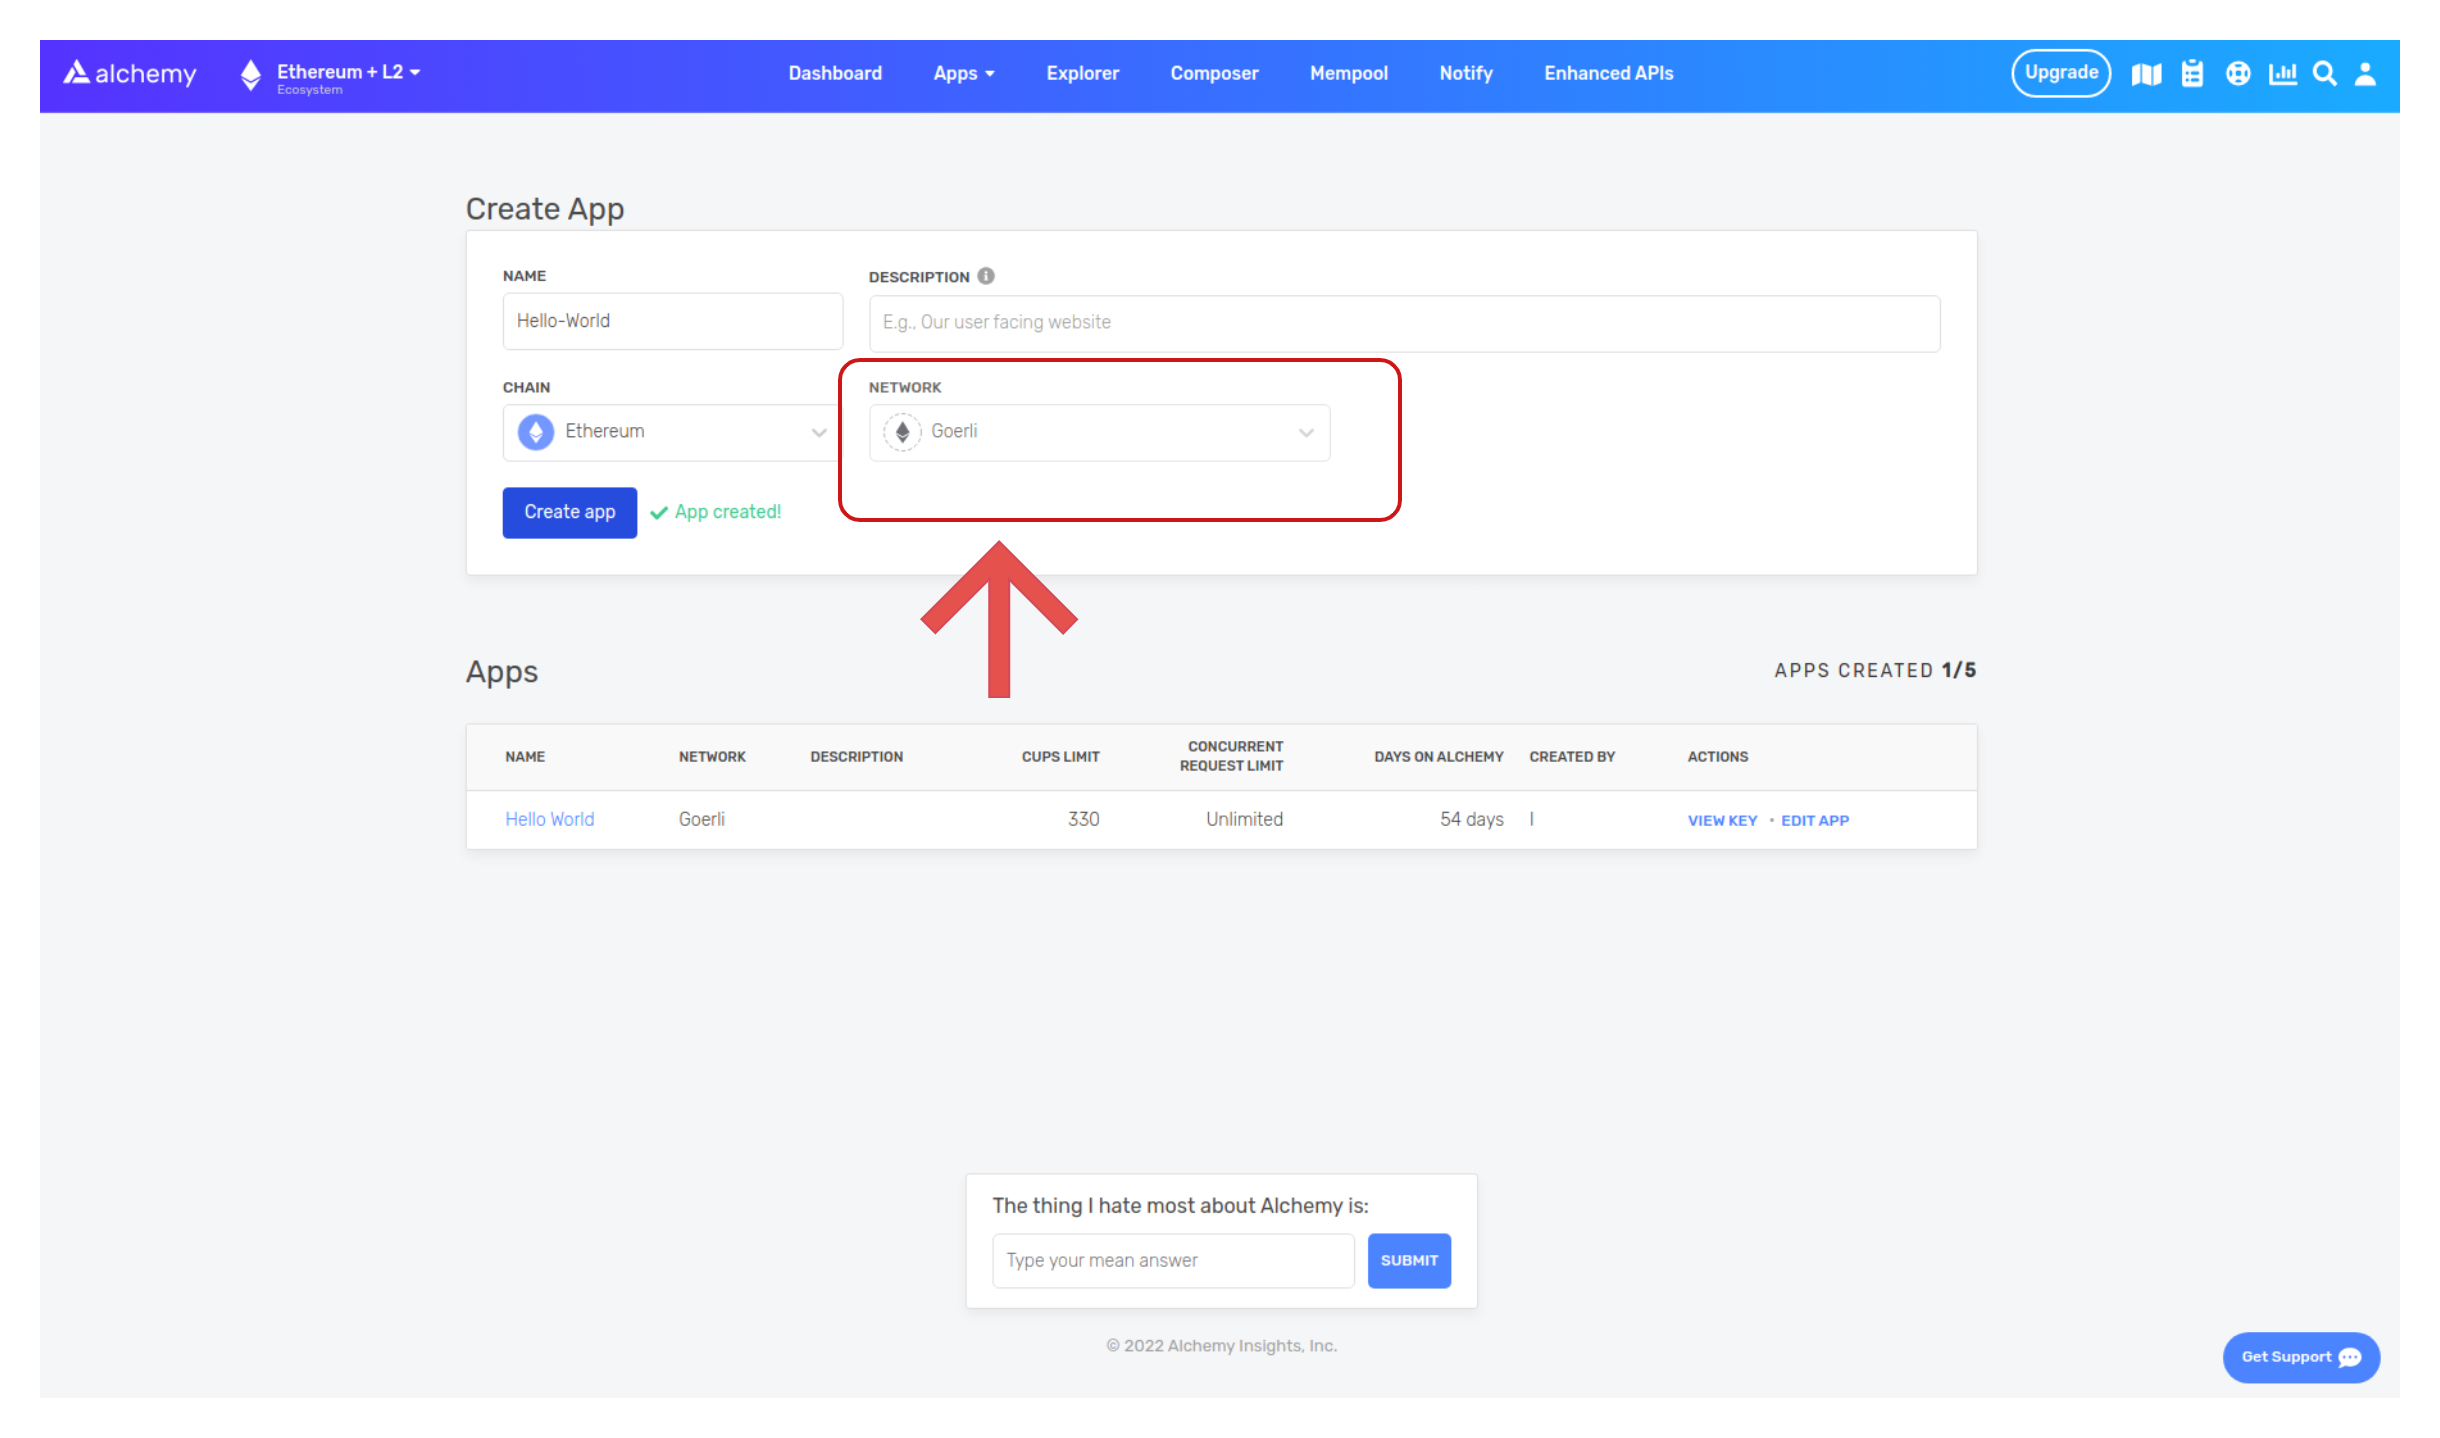 alchemy
Ethereum + L2
Ecosystem
Dashboard Apps Explorer Composer Mempool Notify Enhanced APIs
Upgrade
Create App
NAME
Hello-World
DESCRIPTION
E.g., Our user facing website
CHAIN
Ethereum
NETWORK
Goerli
Create app
App created!
Apps
APPS CREATED 1/5
NAME NETWORK DESCRIPTION CUPS LIMIT CONCURRENT REQUEST LIMIT DAYS ON ALCHEMY CREATED BY ACTIONS
Hello World Goerli 330 Unlimited 54 days I VIEW KEY • EDIT APP
The thing I hate most about Alchemy is:
Type your mean answer
SUBMIT
© 2022 Alchemy Insights, Inc.
Get Support